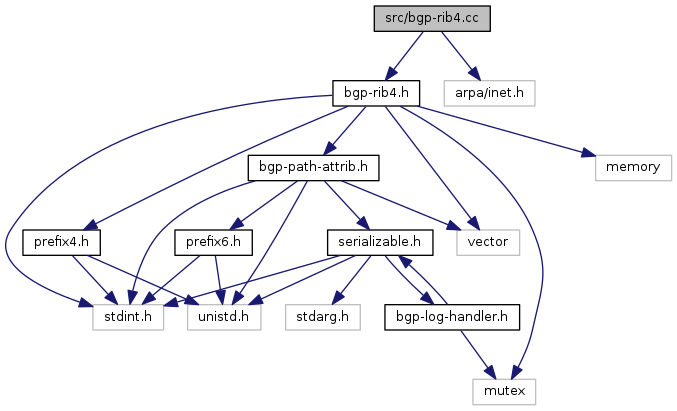 src/bgp-rib4.cc
bgp-rib4.h
arpa/inet.h
bgp-path-attrib.h
memory
prefix4.h
prefix6.h
serializable.h
vector
stdint.h
unistd.h
stdarg.h
bgp-log-handler.h
mutex